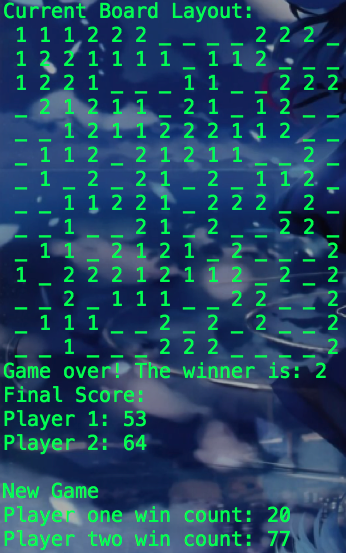 Current Board Layout:
1 1 1 2 2 2 _ _ _ _ 2 2 2 _
1 2 2 1 1 1 1 _ 1 1 2 _ _ _
1 2 2 1 _ _ _ 1 1 _ _ 2 2 2
_ 2 1 2 1 1 _ 2 1 _ 1 2 _ _
_ _ 1 2 1 1 2 2 2 1 1 2 _ _
_ 1 1 2 _ 2 1 2 1 1 _ _ 2 _
_ 1 _ 2 _ 2 1 _ 2 _ 1 1 2 _
_ _ 1 1 2 2 1 _ 2 2 2 _ 2 _
_ _ 1 _ _ 2 1 _ 2 _ _ 2 2 _
_ 1 1 _ 2 1 2 1 _ 2 _ _ _ 2
1 _ 2 2 2 1 2 1 1 2 _ 2 _ 2
_ _ 2 _ 1 1 1 _ _ 2 2 _ _ 2
_ 1 1 1 _ _ 2 _ 2 _ 2 _ _ 2
_ _ 1 _ _ _ 2 2 2 _ _ _ _ 2
Game over! The winner is: 2
Final Score:
Player 1: 53
Player 2: 64
New Game
Player one win count: 20
Player two win count: 77